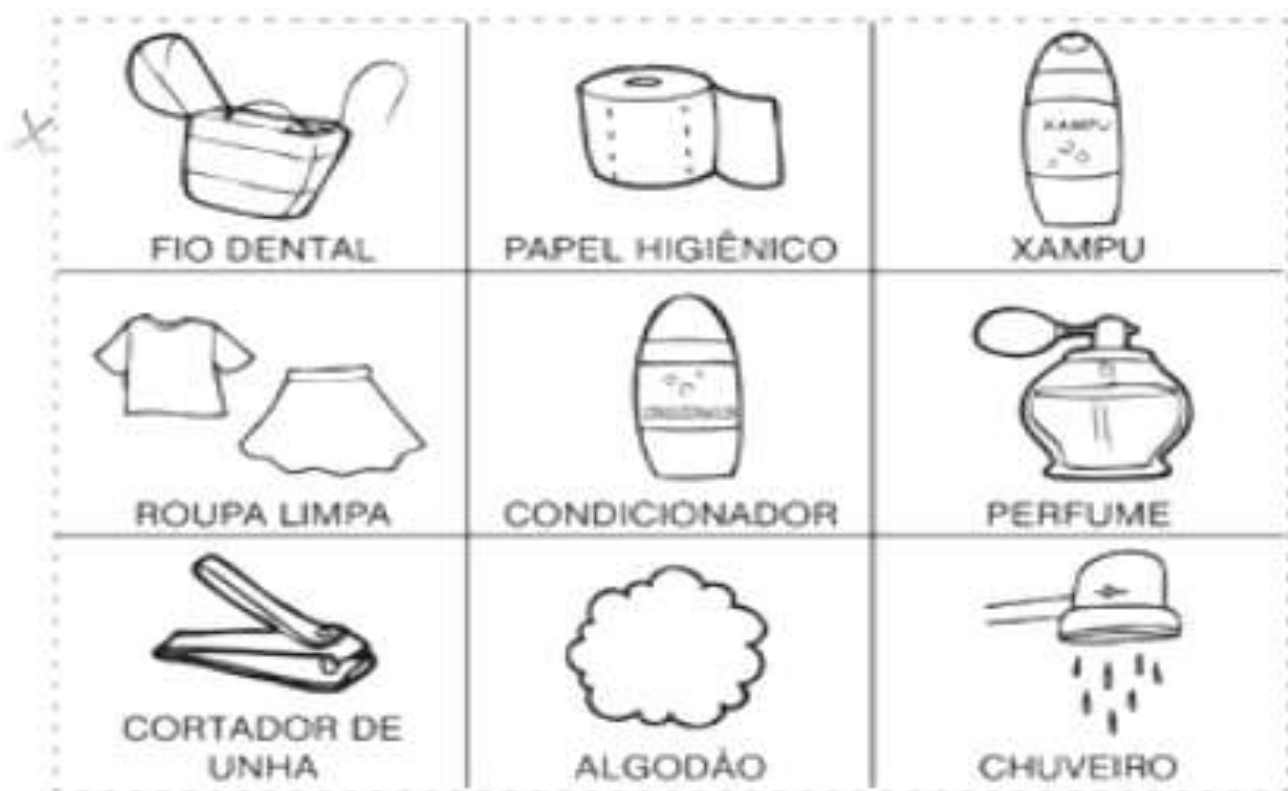 XAMPU
FIO DENTAL
PAPEL HIGIÊNICO
XAMPU
ROUPA LIMPA
CONDICIONADOR
PERFUME
CORTADOR DE
UNHA
ALGODÃO
CHUVEIRO